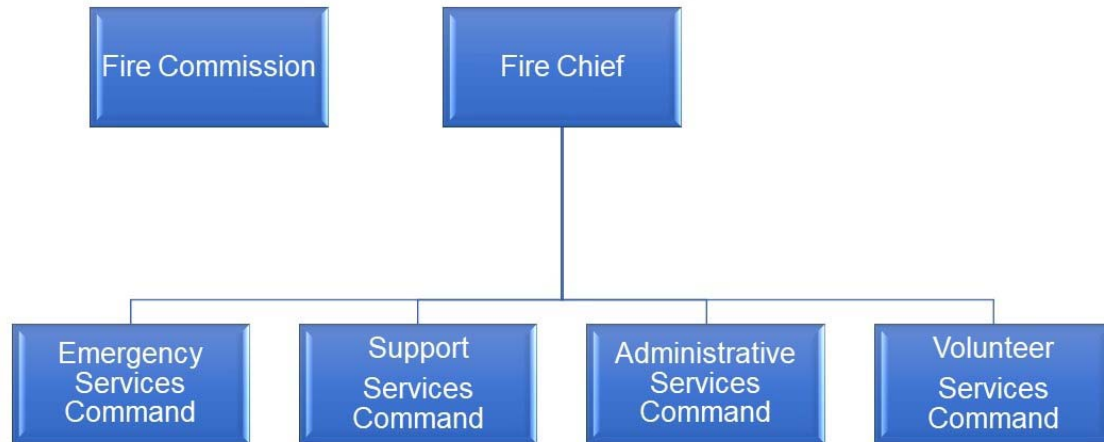 Fire Commission
Fire Chief
Emergency
Services
Command
Support
Services
Command
Administrative
Services
Command
Volunteer
Services
Command